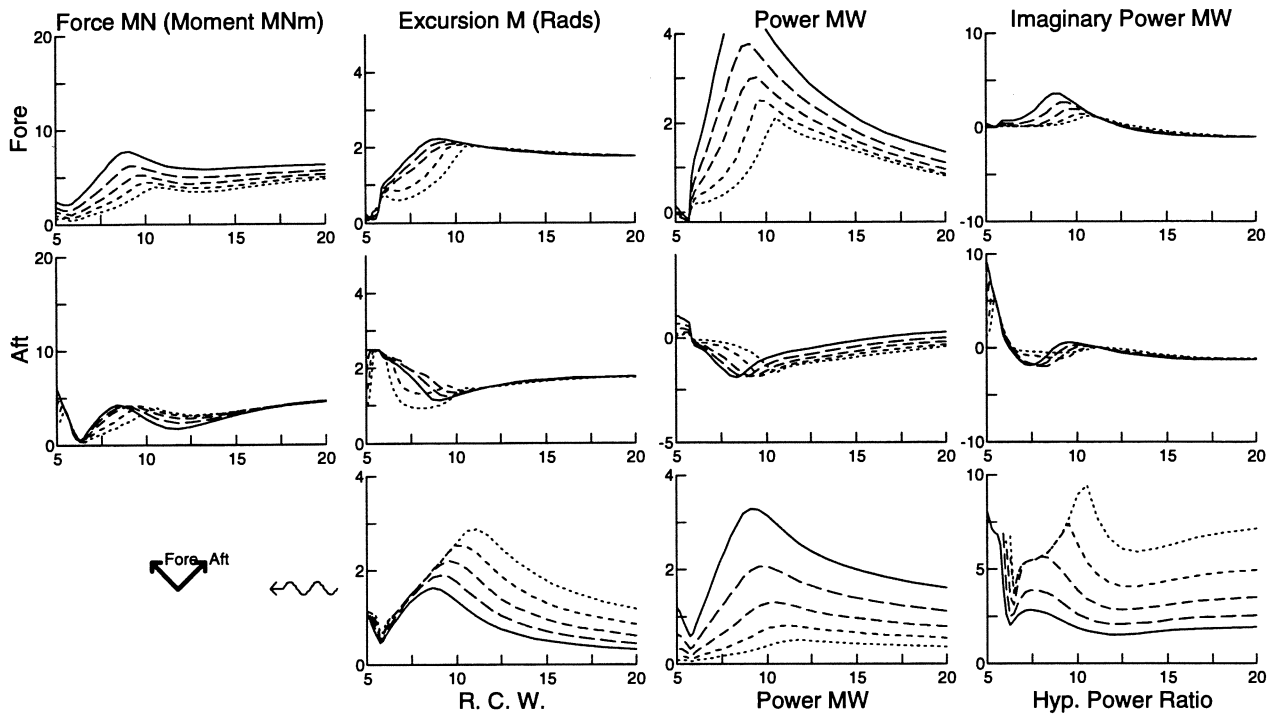 Force MN (Moment MNm) Excursion M (Rads) Power MW Imaginary Power MW
20 4 4 10
Fore 10 2 2 0
0 0 0 -10
5 10 15 20 5 10 15 20 5 10 15 20 5 10 15 20
20 4 10
Aft 10 2 0 0
0 0 -5 -10
5 10 15 20 5 10 15 20 5 10 15 20 5 10 15 20
4 4 10
Fore Aft 2 2 5
0 0 0
5 10 15 20 5 10 15 20 5 10 15 20
R. C. W. Power MW Hyp. Power Ratio